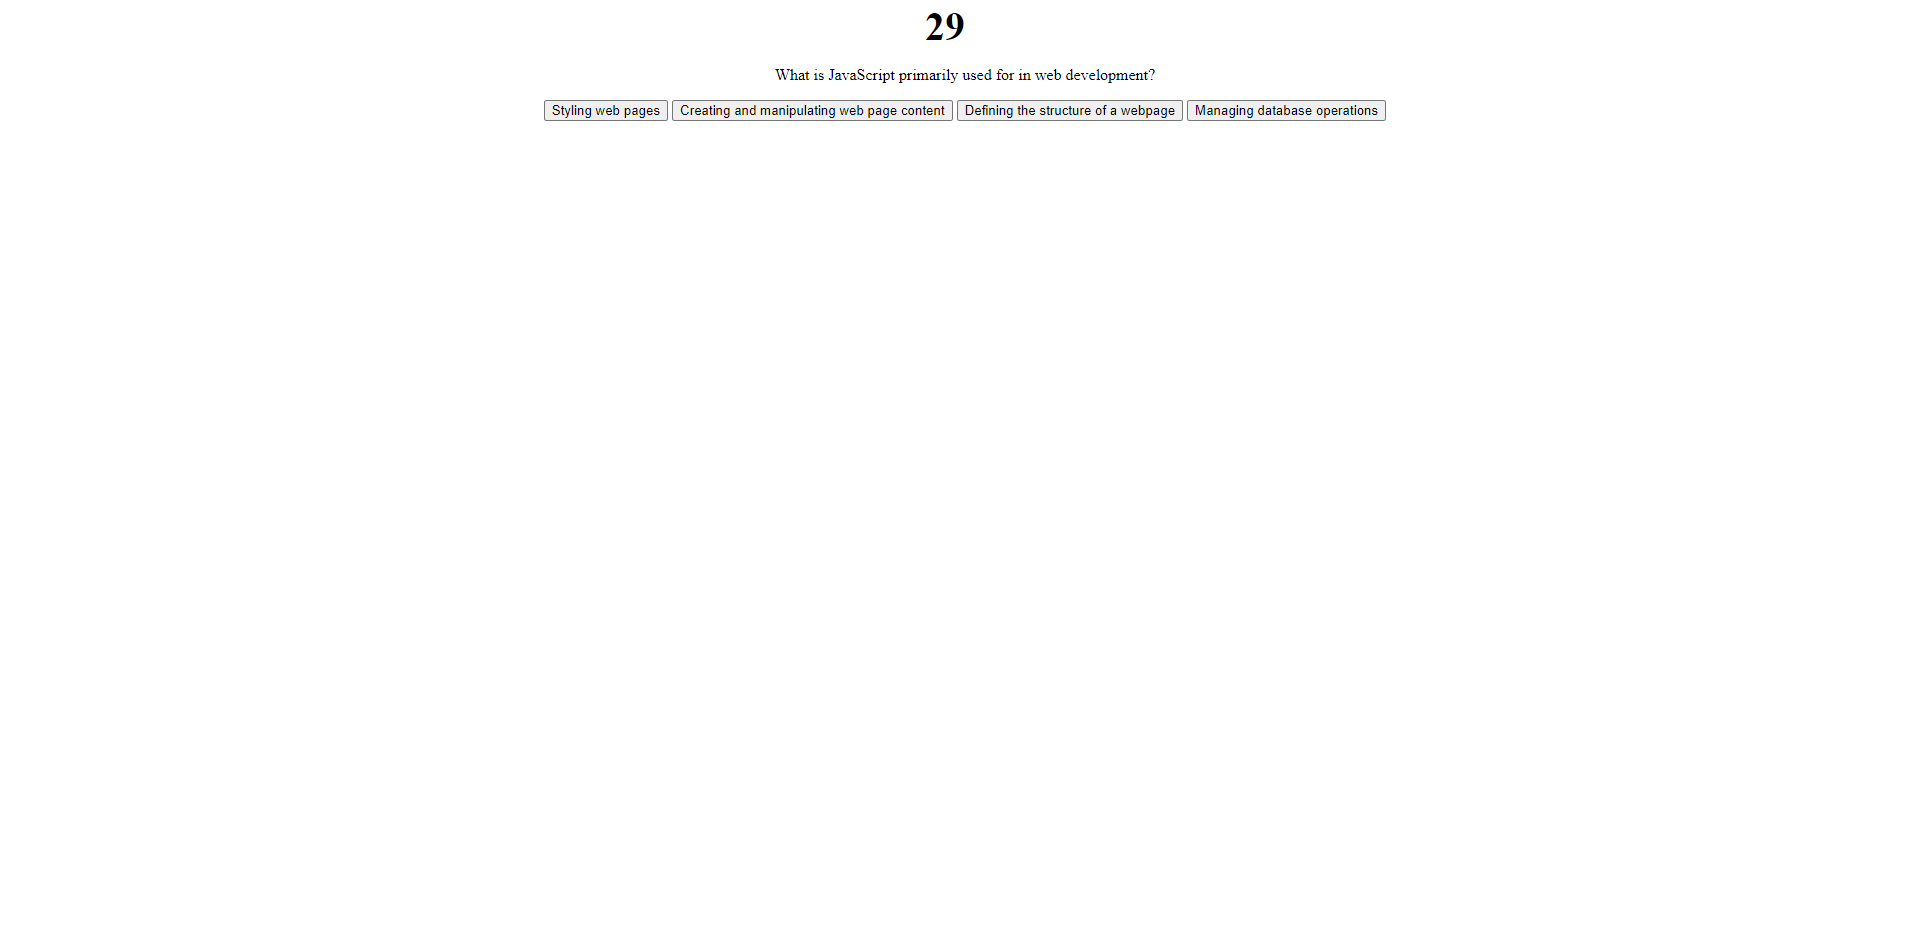 29
What is JavaScript primarily used for in web development?
Styling web pages Creating and manipulating web page content Defining the structure of a webpage Managing database operations